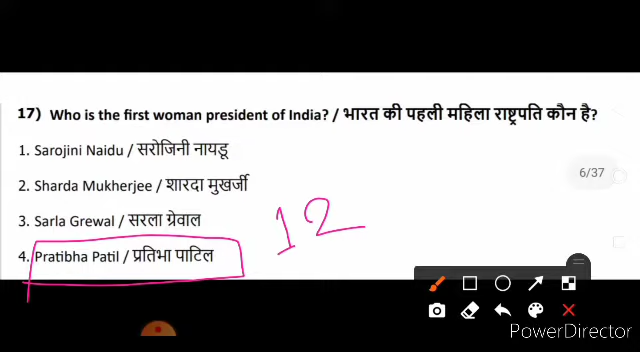 17) Who is the first woman president of India? / भारत की पहली महिला राष्ट्रपति कौन है?
1. Sarojini Naidu / सरोजिनी नायडू
2. Sharda Mukherjee / शारदा मुखर्जी
6/37
3. Sarla Grewal / सरला ग्रेवाल
12
4. Pratibha Patil / प्रतिभा पाटिल
PowerDirector